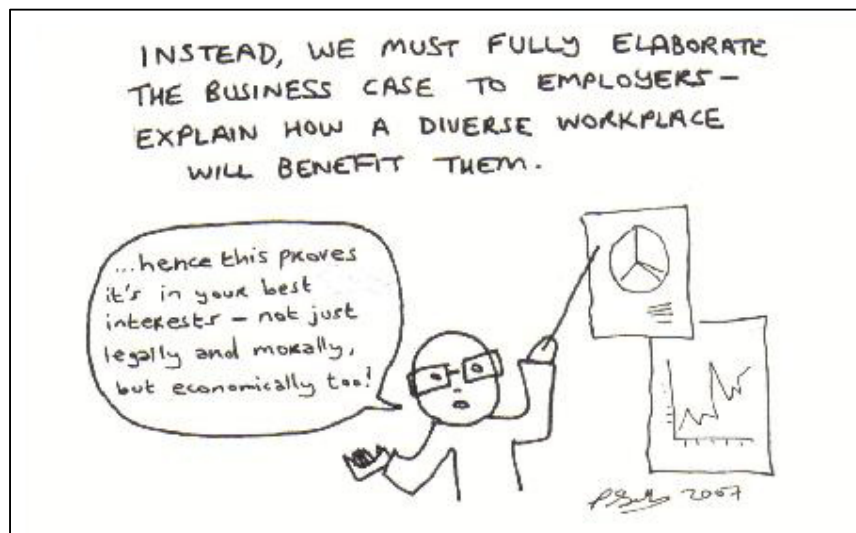 INSTEAD, WE MUST FULLY ELABORATE
THE BUSINESS CASE TO EMPLOYERS –
EXPLAIN HOW A DIVERSE WORKPLACE
WILL BENEFIT THEM.
...hence this proves
it's in your best
interests – not just
legally and morally,
but economically too!
2007